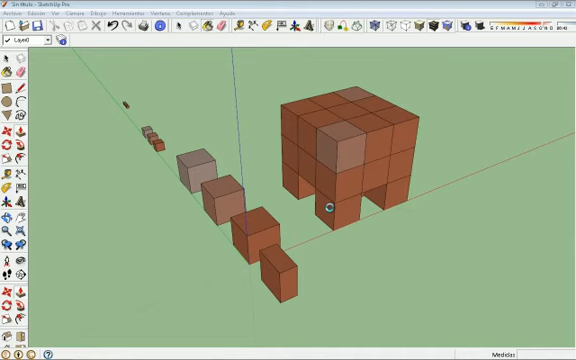 Sin título - SketchUp Pro
Archivo Edición Ver Cámara Dibujo Herramientas Ventana Complementos Ayuda
E F M A M J J A S O N D
Layer0
Medidas